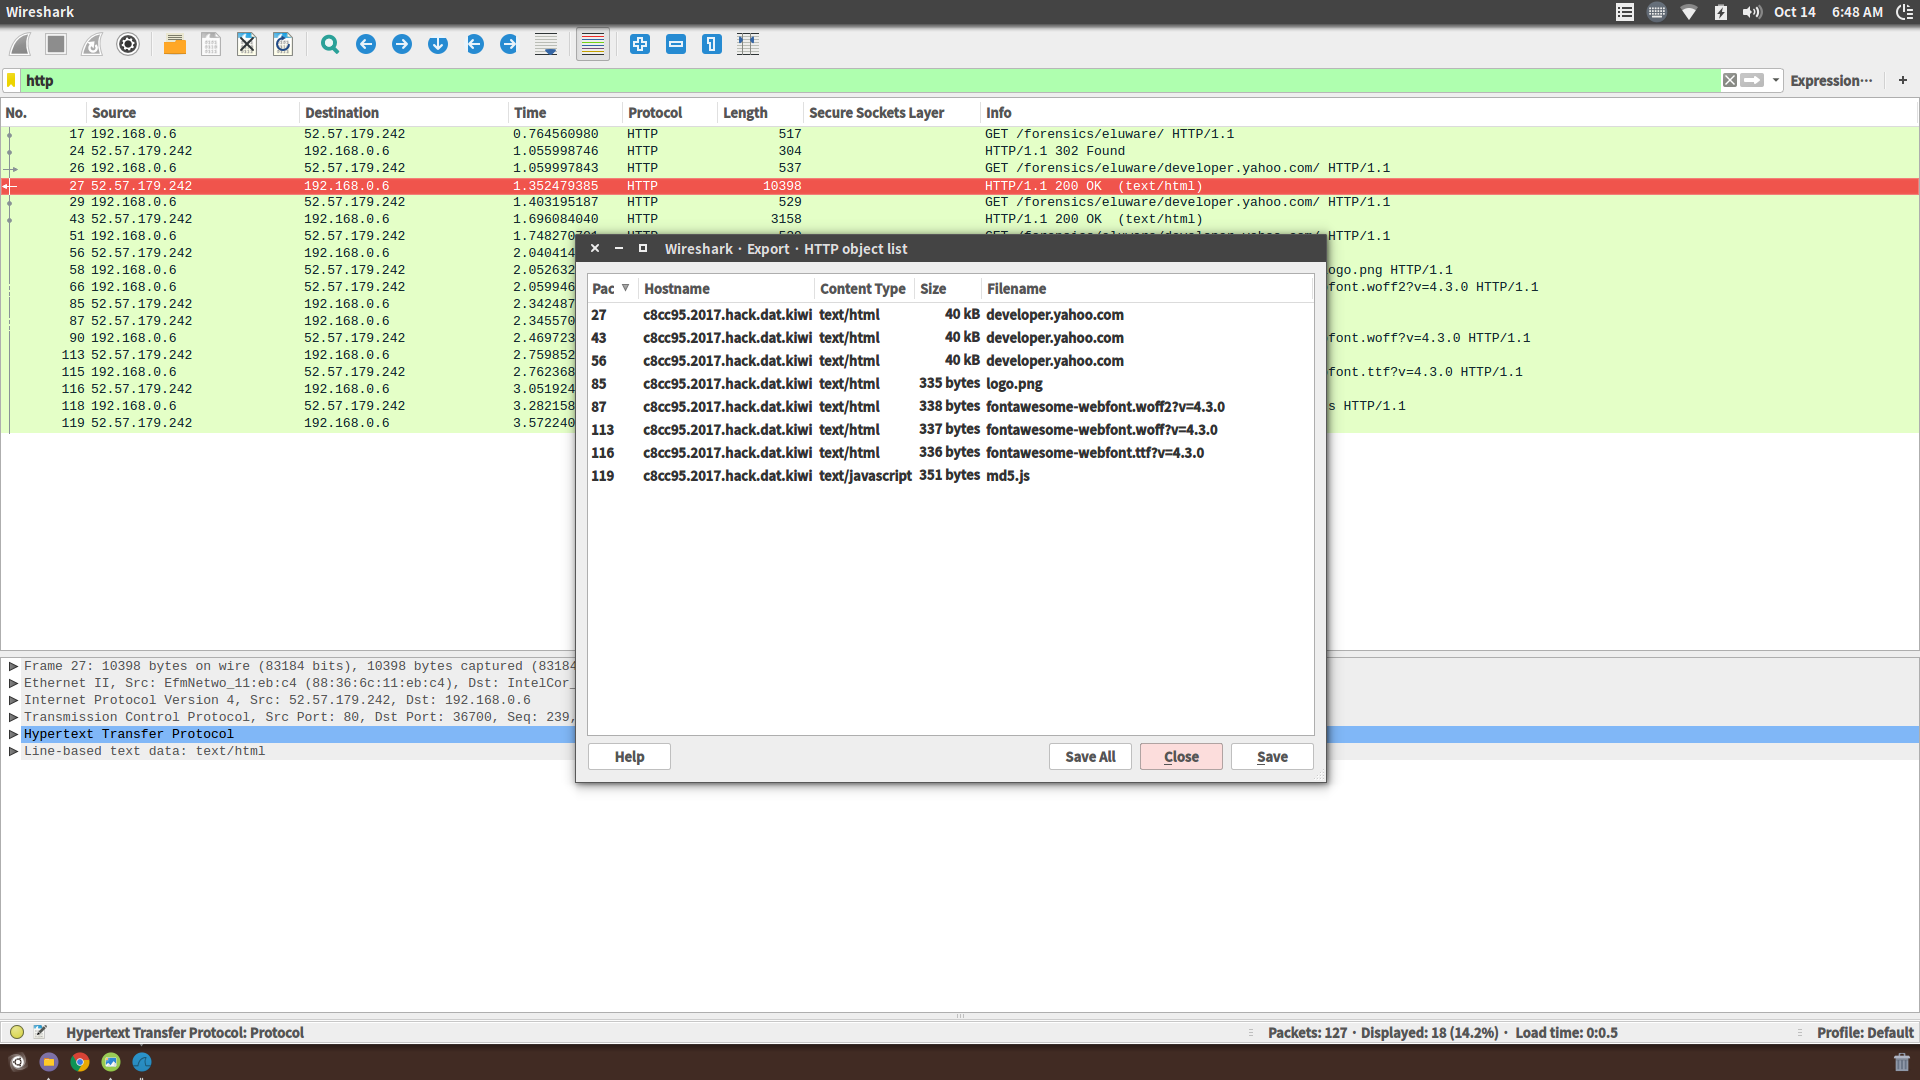 Wireshark
Oct 14 6:48 AM
http
Expression… +
No. Source Destination Time Protocol Length Secure Sockets Layer Info
17 192.168.0.6 52.57.179.242 0.764560980 HTTP 517 GET /forensics/eluware/ HTTP/1.1
24 52.57.179.242 192.168.0.6 1.055998746 HTTP 304 HTTP/1.1 302 Found
26 192.168.0.6 52.57.179.242 1.059997843 HTTP 537 GET /forensics/eluware/developer.yahoo.com/ HTTP/1.1
27 52.57.179.242 192.168.0.6 1.352479385 HTTP 10398 HTTP/1.1 200 OK (text/html)
29 192.168.0.6 52.57.179.242 1.403195187 HTTP 529 GET /forensics/eluware/developer.yahoo.com/ HTTP/1.1
43 52.57.179.242 192.168.0.6 1.696084040 HTTP 3158 HTTP/1.1 200 OK (text/html)
51 192.168.0.6 52.57.179.242 HTTP/1.1
56 52.57.179.242 192.168.0.6 2.040414
58 192.168.0.6 52.57.179.242 2.052632 ogo.png HTTP/1.1
66 192.168.0.6 52.57.179.242 2.059946 font.woff2?v=4.3.0 HTTP/1.1
85 52.57.179.242 192.168.0.6 2.342487
87 52.57.179.242 192.168.0.6 2.345570
90 192.168.0.6 52.57.179.242 2.469723 font.woff?v=4.3.0 HTTP/1.1
113 52.57.179.242 192.168.0.6 2.759852
115 192.168.0.6 52.57.179.242 2.762368 font.ttf?v=4.3.0 HTTP/1.1
116 52.57.179.242 192.168.0.6 3.051924
118 192.168.0.6 52.57.179.242 3.282158 s HTTP/1.1
119 52.57.179.242 192.168.0.6 3.572240
Wireshark · Export · HTTP object list
Pac Hostname Content Type Size Filename
27 c8cc95.2017.hack.dat.kiwi text/html 40 kB developer.yahoo.com
43 c8cc95.2017.hack.dat.kiwi text/html 40 kB developer.yahoo.com
56 c8cc95.2017.hack.dat.kiwi text/html 40 kB developer.yahoo.com
85 c8cc95.2017.hack.dat.kiwi text/html 335 bytes logo.png
87 c8cc95.2017.hack.dat.kiwi text/html 338 bytes fontawesome-webfont.woff2?v=4.3.0
113 c8cc95.2017.hack.dat.kiwi text/html 337 bytes fontawesome-webfont.woff?v=4.3.0
116 c8cc95.2017.hack.dat.kiwi text/html 336 bytes fontawesome-webfont.ttf?v=4.3.0
119 c8cc95.2017.hack.dat.kiwi text/javascript 351 bytes md5.js
Help Save All Close Save
Frame 27: 10398 bytes on wire (83184 bits), 10398 bytes captured (83184
Ethernet II, Src: EfmNetwo_11:eb:c4 (88:36:6c:11:eb:c4), Dst: IntelCor_
Internet Protocol Version 4, Src: 52.57.179.242, Dst: 192.168.0.6
Transmission Control Protocol, Src Port: 80, Dst Port: 36700, Seq: 239,
Hypertext Transfer Protocol
Line-based text data: text/html
Hypertext Transfer Protocol: Protocol
Packets: 127 · Displayed: 18 (14.2%) · Load time: 0:0.5
Profile: Default